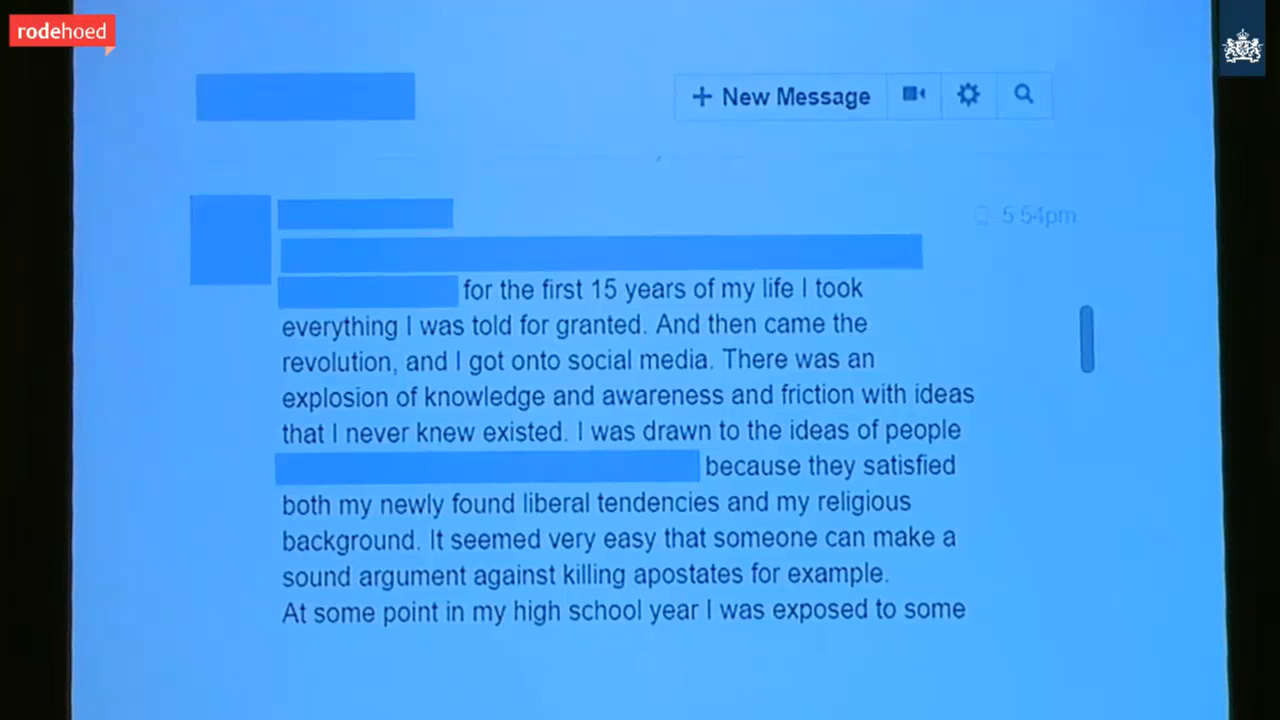 rodehoed
+ New Message
5 54pm
for the first 15 years of my life I took
everything I was told for granted. And then came the
revolution, and I got onto social media. There was an
explosion of knowledge and awareness and friction with ideas
that I never knew existed. I was drawn to the ideas of people
because they satisfied
both my newly found liberal tendencies and my religious
background. It seemed very easy that someone can make a
sound argument against killing apostates for example.
At some point in my high school year I was exposed to some